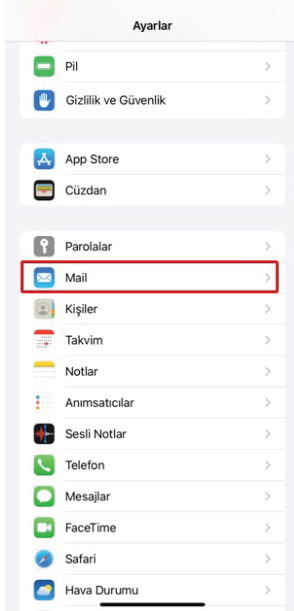 Ayarlar
Pil
Gizlilik ve Güvenlik
App Store
Cüzdan
Parolalar
Mail
Kişiler
Takvim
Notlar
Anımsatıcılar
Sesli Notlar
Telefon
Mesajlar
FaceTime
Safari
Hava Durumu